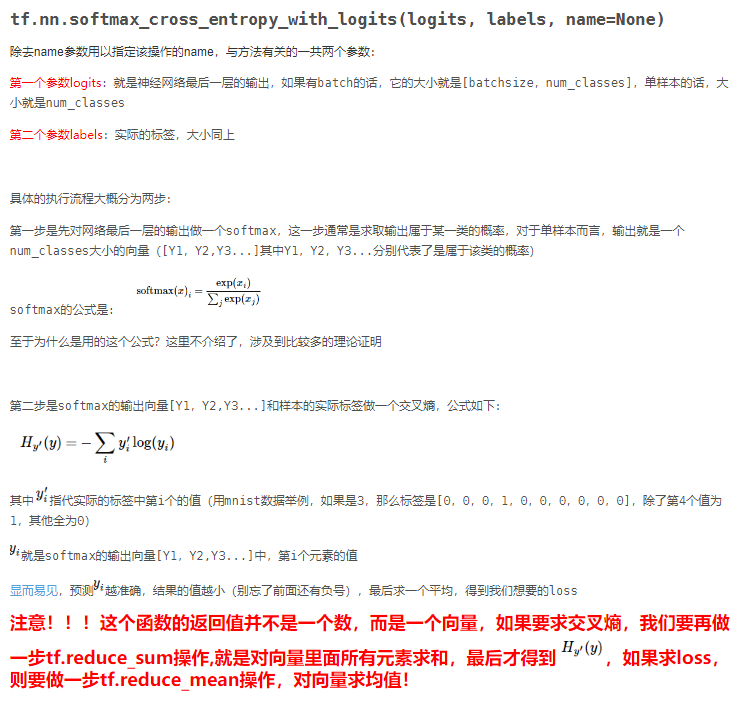 tf.nn.softmax_cross_entropy_with_logits(logits, labels, name=None)
除去name参数用以指定该操作的name，与方法有关的一共两个参数：
第一个参数logits：就是神经网络最后一层的输出，如果有batch的话，它的大小就是[batchsize，num_classes]，单样本的话，大
小就是num_classes
第二个参数labels：实际的标签，大小同上
具体的执行流程大概分为两步：
第一步是先对网络最后一层的输出做一个softmax，这一步通常是求取输出属于某一类的概率，对于单样本而言，输出就是一个
num_classes大小的向量（[Y1，Y2,Y3...]其中Y1，Y2，Y3...分别代表了是属于该类的概率）
softmax的公式是： softmax(x)_i = exp(x_i) / ∑_j exp(x_j)
至于为什么是用的这个公式？这里不介绍了，涉及到比较多的理论证明
第二步是softmax的输出向量[Y1，Y2,Y3...]和样本的实际标签做一个交叉熵，公式如下：
H_{y′}(y) = −∑_i y′_i log(y_i)
其中 y′_i 指代实际的标签中第i个的值（用mnist数据举例，如果是3，那么标签是[0，0，0，1，0，0，0，0，0，0]，除了第4个值为
1，其他全为0）
y_i 就是softmax的输出向量[Y1，Y2,Y3...]中，第i个元素的值
显而易见，预测 y_i 越准确，结果的值越小（别忘了前面还有负号），最后求一个平均，得到我们想要的loss
注意！！！这个函数的返回值并不是一个数，而是一个向量，如果要求交叉熵，我们要再做
一步tf.reduce_sum操作,就是对向量里面所有元素求和，最后才得到 H_{y′}(y) ，如果求loss，
则要做一步tf.reduce_mean操作，对向量求均值！